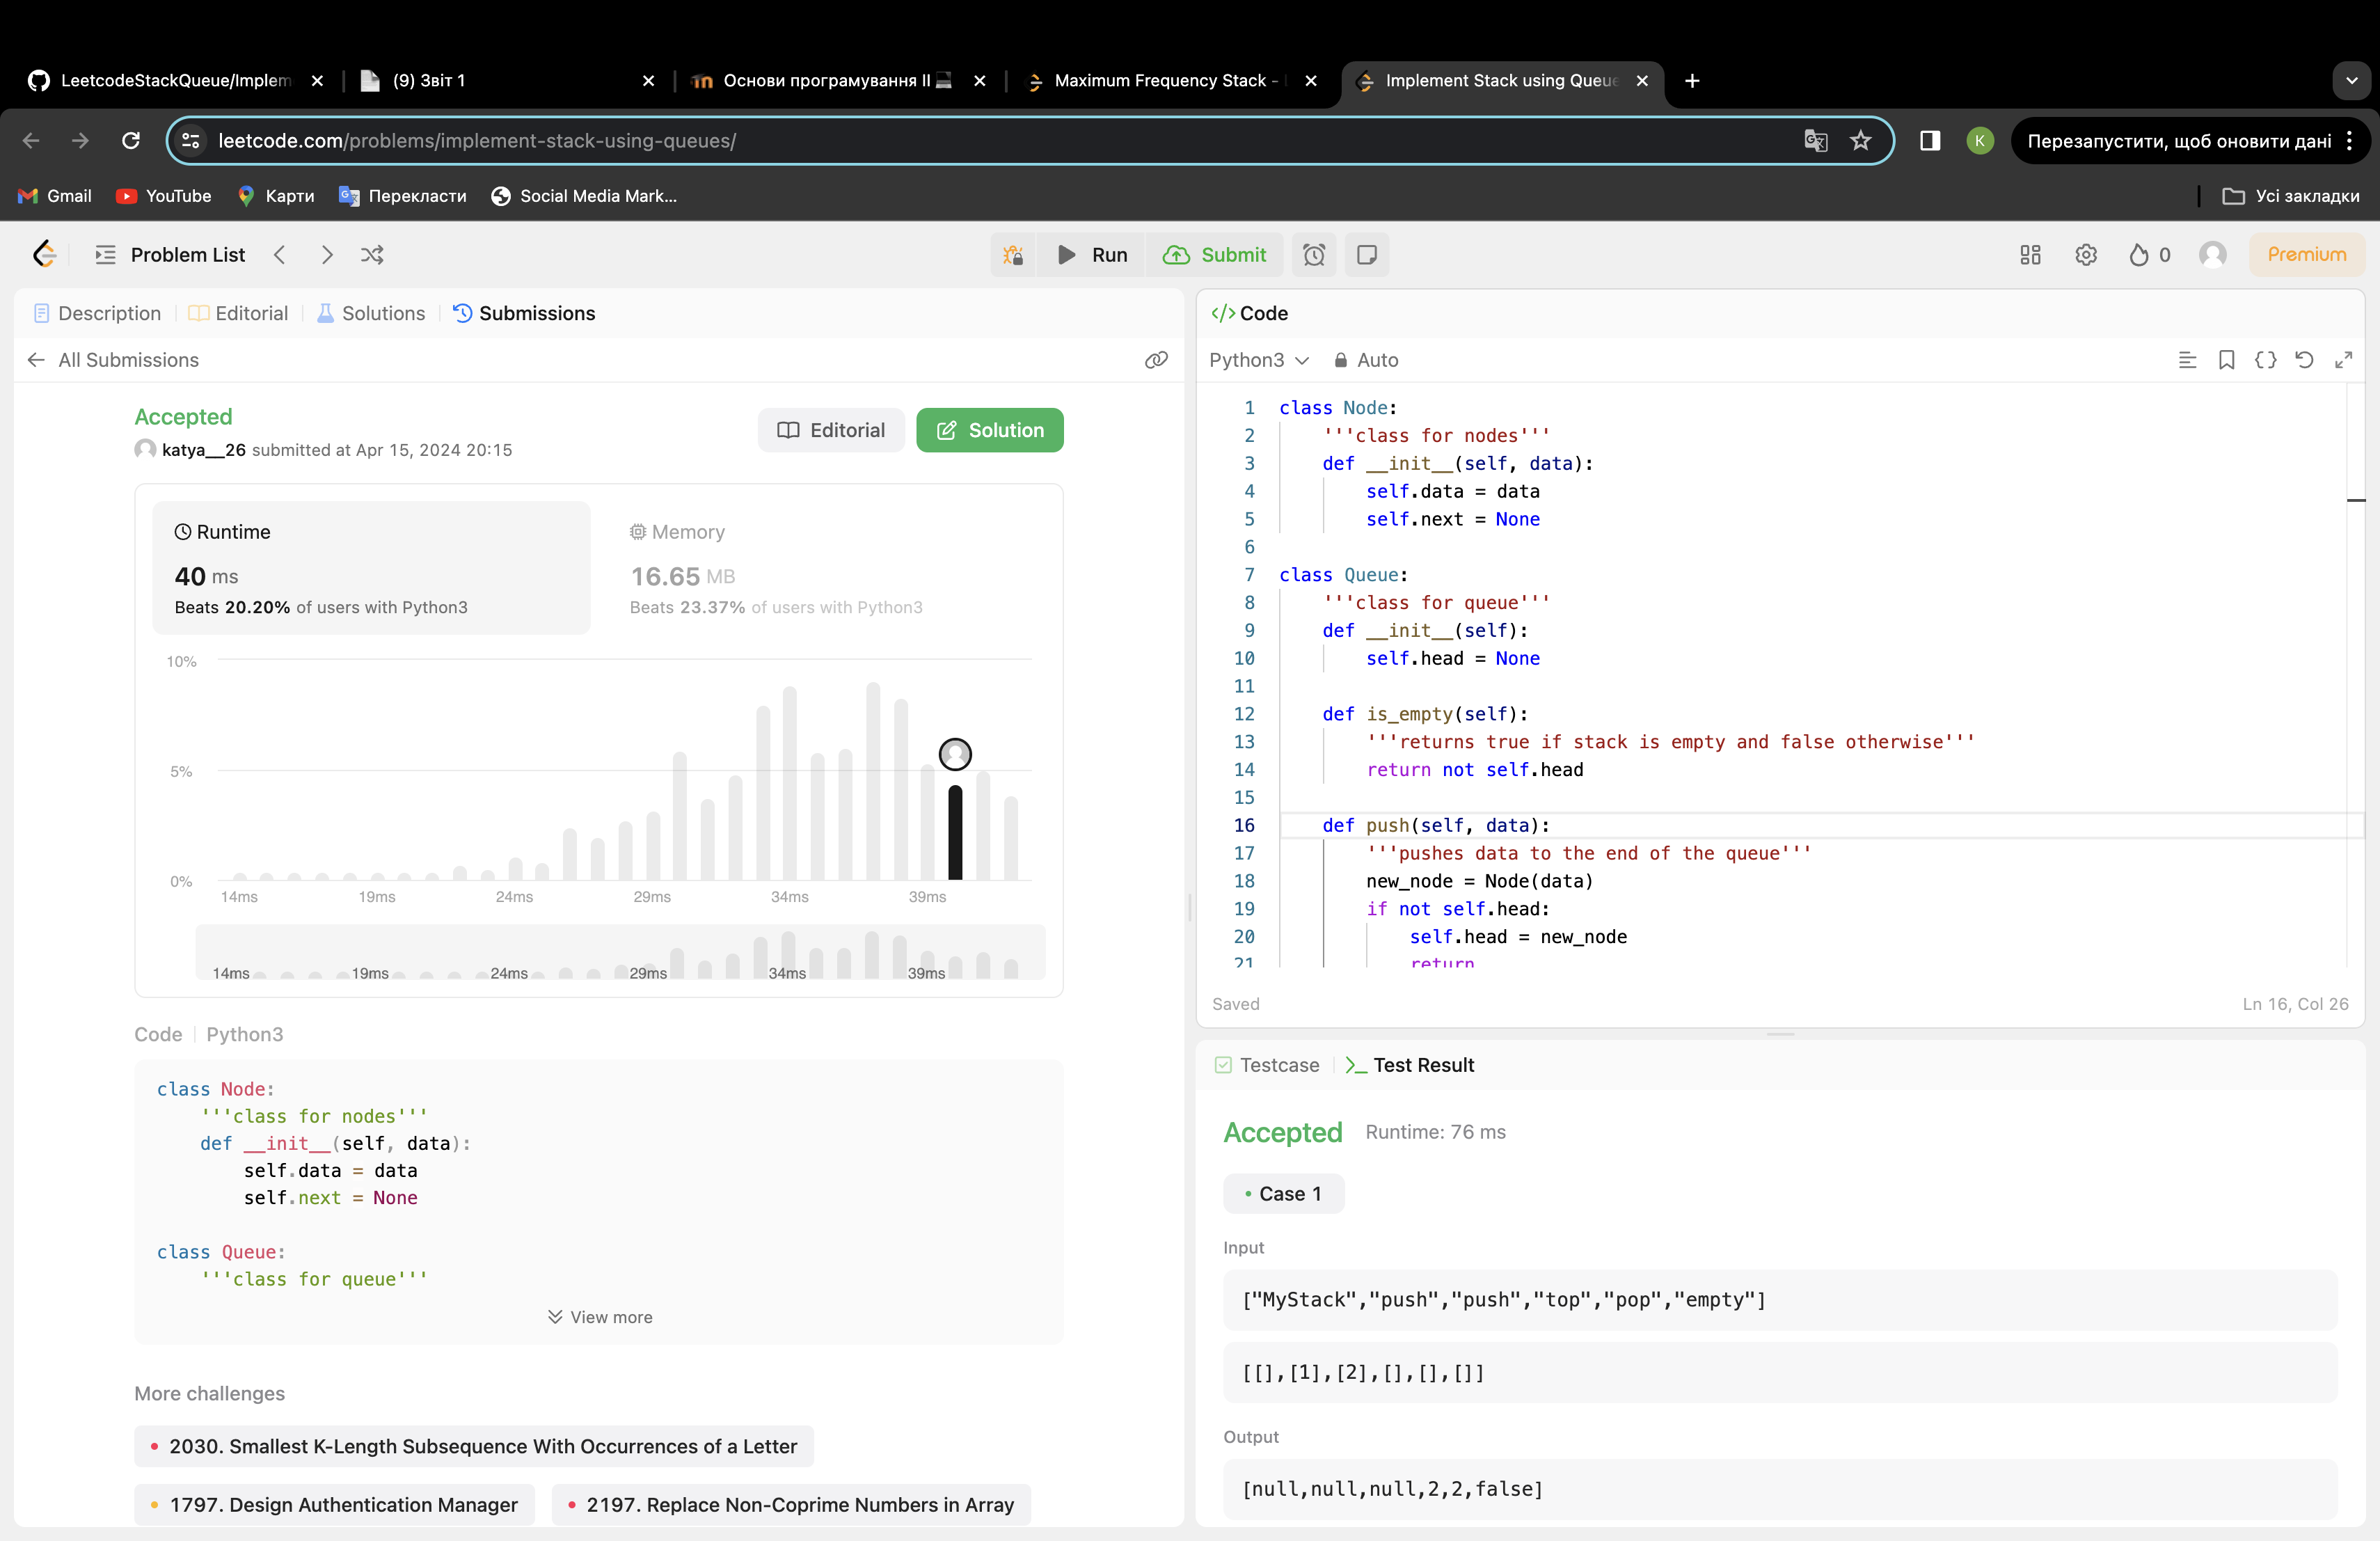 LeetcodeStackQueue/Implem
(9) Звіт 1
Основи програмування II
Maximum Frequency Stack -
Implement Stack using Queue
leetcode.com/problems/implement-stack-using-queues/
K
Перезапустити, щоб оновити дані
Gmail
YouTube
Карти
Перекласти
Social Media Mark...
Усі закладки
Problem List
Run
Submit
0
Premium
Description
Editorial
Solutions
Submissions
All Submissions
Accepted
katya__26 submitted at Apr 15, 2024 20:15
Editorial
Solution
Runtime
40 ms
Beats 20.20% of users with Python3
Memory
16.65 MB
Beats 23.37% of users with Python3
10%
5%
0%
14ms 19ms 24ms 29ms 34ms 39ms
14ms 19ms 24ms 29ms 34ms 39ms
Code Python3
class Node:
    '''class for nodes'''
    def __init__(self, data):
        self.data = data
        self.next = None
class Queue:
    '''class for queue'''
View more
More challenges
2030. Smallest K-Length Subsequence With Occurrences of a Letter
1797. Design Authentication Manager
2197. Replace Non-Coprime Numbers in Array
</> Code
Python3
Auto
1 class Node:
2     '''class for nodes'''
3     def __init__(self, data):
4         self.data = data
5         self.next = None
6
7 class Queue:
8     '''class for queue'''
9     def __init__(self):
10         self.head = None
11
12     def is_empty(self):
13         '''returns true if stack is empty and false otherwise'''
14         return not self.head
15
16     def push(self, data):
17         '''pushes data to the end of the queue'''
18         new_node = Node(data)
19         if not self.head:
20             self.head = new_node
21             return
Saved
Ln 16, Col 26
Testcase
Test Result
Accepted
Runtime: 76 ms
Case 1
Input
["MyStack","push","push","top","pop","empty"]
[[],[1],[2],[],[],[]]
Output
[null,null,null,2,2,false]